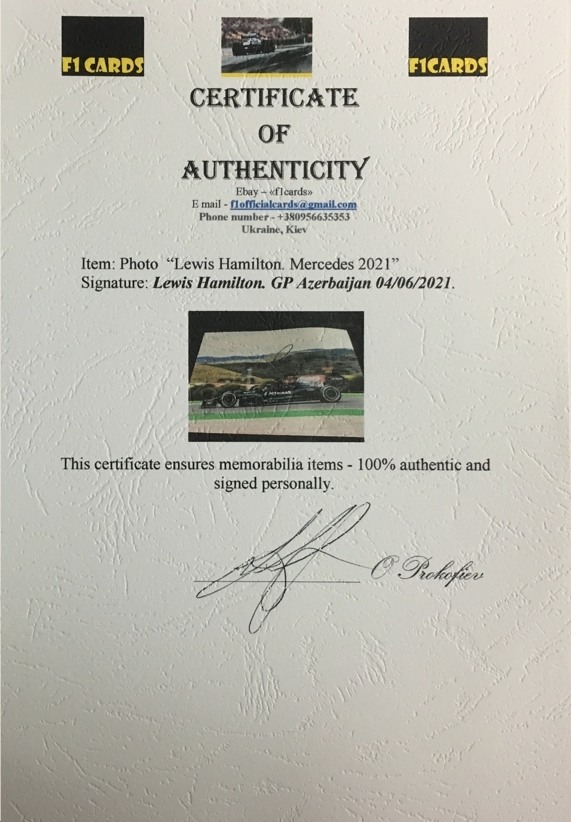 F1 CARDS
F1CARDS
CERTIFICATE
OF
AUTHENTICITY
Ebay – «f1cards»
E mail - f1officialcards@gmail.com
Phone number - +380956635353
Ukraine, Kiev
Item: Photo “Lewis Hamilton. Mercedes 2021”
Signature: Lewis Hamilton. GP Azerbaijan 04/06/2021.
PETRONAS
This certificate ensures memorabilia items - 100% authentic and
signed personally.
O Prokofiev